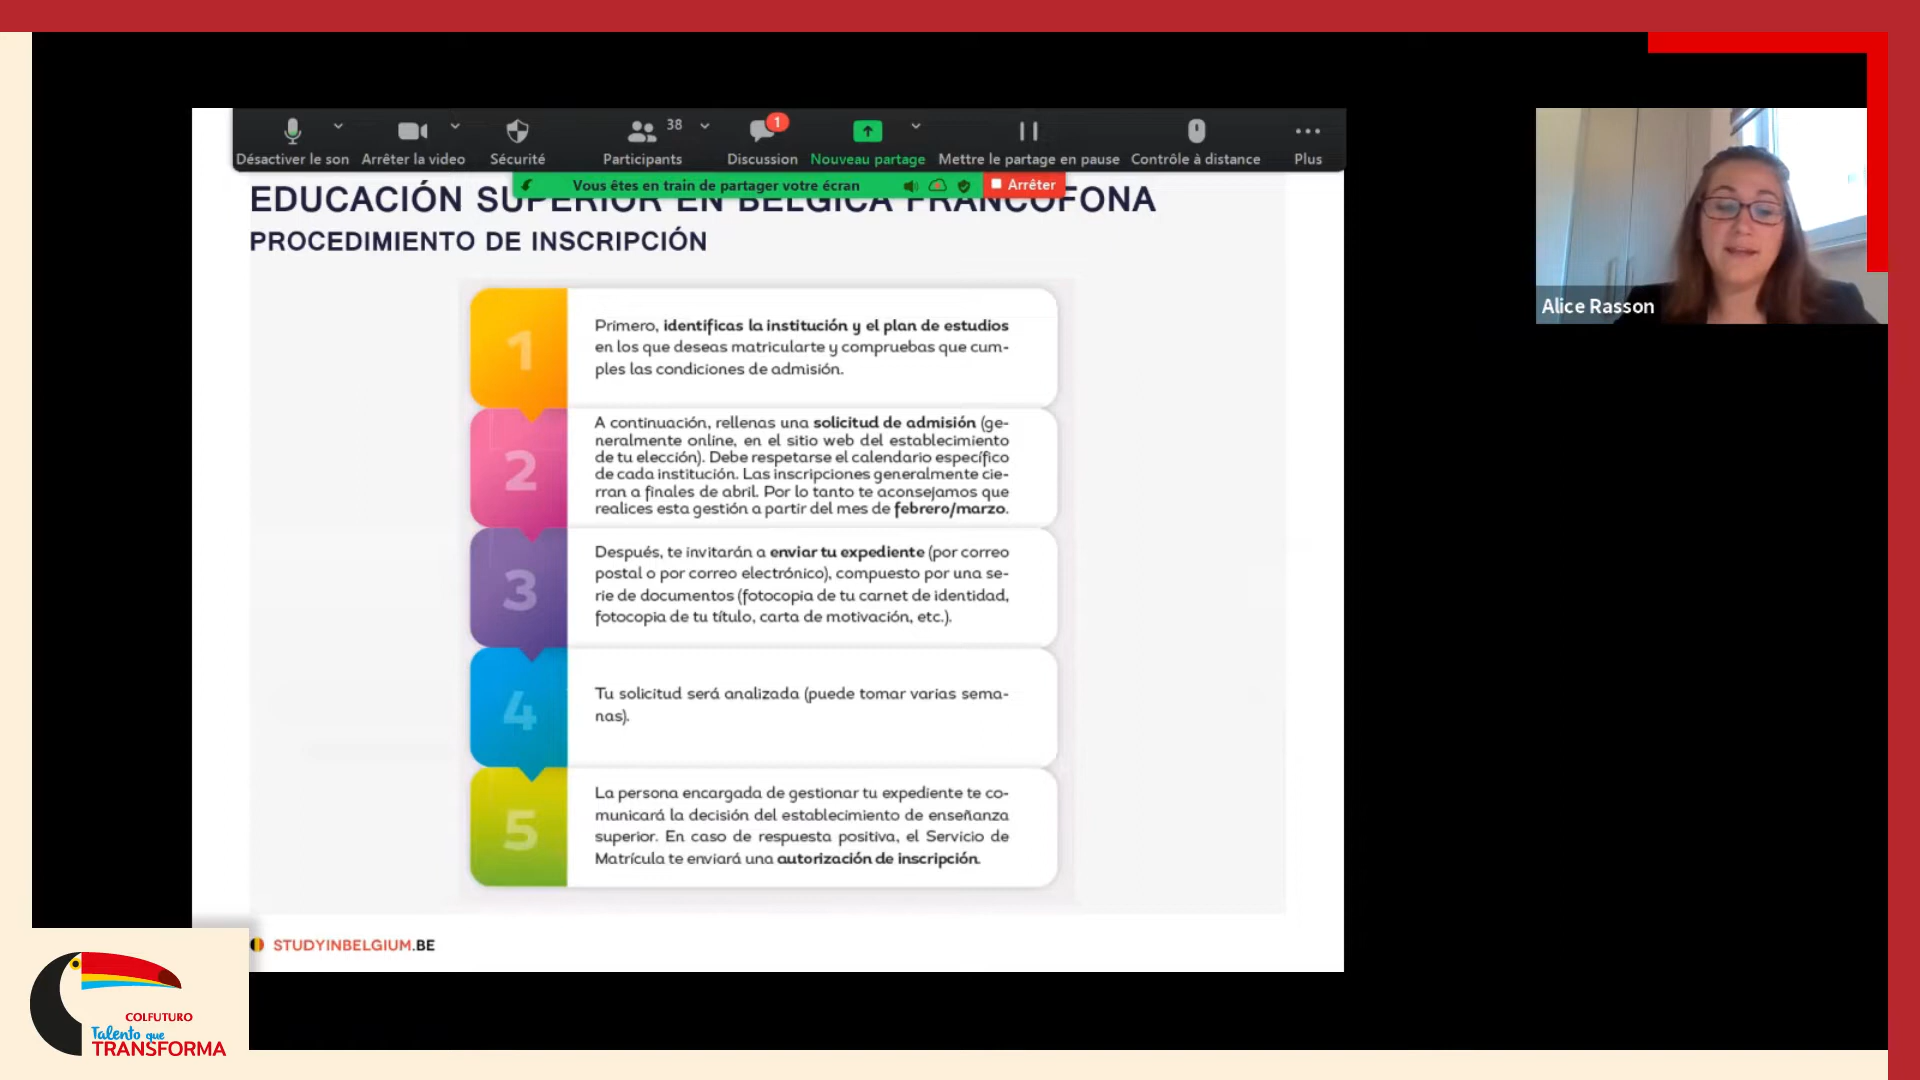 38
1
Désactiver le son
Arrêter la video
Sécurité
Participants
Discussion
Nouveau partage
Mettre le partage en pause
Contrôle à distance
Plus
Vous êtes en train de partager votre écran
Arrêter
EDUCACIÓN SUPERIOR EN BÉLGICA FRANCÓFONA
PROCEDIMIENTO DE INSCRIPCIÓN
1
Primero, identificas la institución y el plan de estudios
en los que deseas matricularte y compruebas que cum-
ples las condiciones de admisión.
2
A continuación, rellenas una solicitud de admisión (ge-
neralmente online, en el sitio web del establecimiento
de tu elección). Debe respetarse el calendario específico
de cada institución. Las inscripciones generalmente cie-
rran a finales de abril. Por lo tanto te aconsejamos que
realices esta gestión a partir del mes de febrero/marzo.
3
Después, te invitarán a enviar tu expediente (por correo
postal o por correo electrónico), compuesto por una se-
rie de documentos (fotocopia de tu carnet de identidad,
fotocopia de tu título, carta de motivación, etc.).
4
Tu solicitud será analizada (puede tomar varias sema-
nas).
5
La persona encargada de gestionar tu expediente te co-
municará la decisión del establecimiento de enseñanza
superior. En caso de respuesta positiva, el Servicio de
Matrícula te enviará una autorización de inscripción.
STUDYINBELGIUM.BE
Alice Rasson
COLFUTURO
Talento que
TRANSFORMA